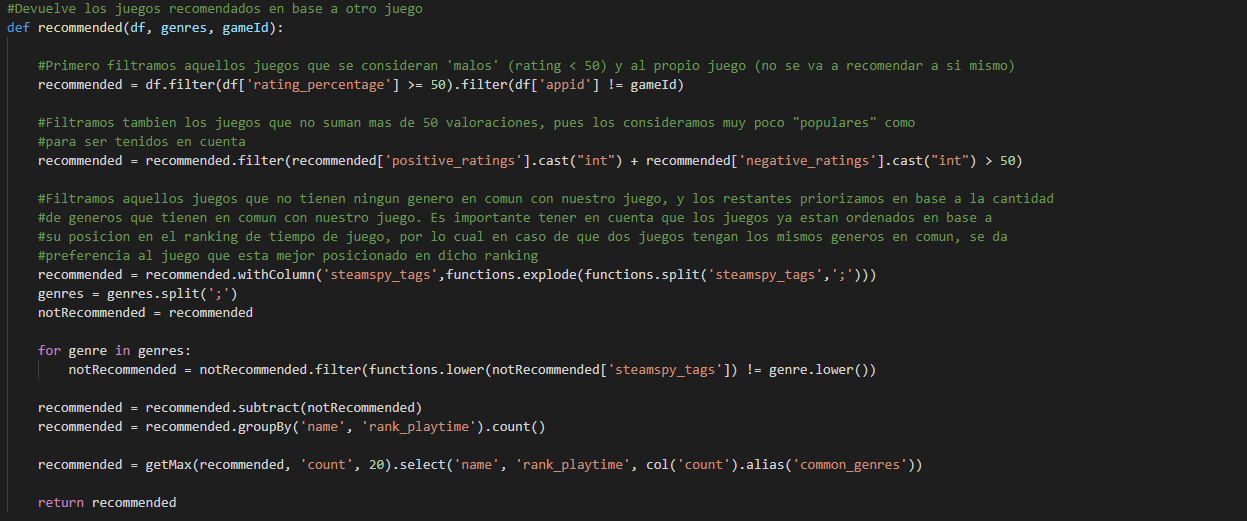 #Devuelve los juegos recomendados en base a otro juego
def recommended(df, genres, gameId):
#Primero filtramos aquellos juegos que se consideran 'malos' (rating < 50) y al propio juego (no se va a recomendar a si mismo)
recommended = df.filter(df['rating_percentage'] >= 50).filter(df['appid'] != gameId)
#Filtramos tambien los juegos que no suman mas de 50 valoraciones, pues los consideramos muy poco "populares" como
#para ser tenidos en cuenta
recommended = recommended.filter(recommended['positive_ratings'].cast("int") + recommended['negative_ratings'].cast("int") > 50)
#Filtramos aquellos juegos que no tienen ningun genero en comun con nuestro juego, y los restantes priorizamos en base a la cantidad
#de generos que tienen en comun con nuestro juego. Es importante tener en cuenta que los juegos ya estan ordenados en base a
#su posicion en el ranking de tiempo de juego, por lo cual en caso de que dos juegos tengan los mismos generos en comun, se da
#preferencia al juego que esta mejor posicionado en dicho ranking
recommended = recommended.withColumn('steamspy_tags',functions.explode(functions.split('steamspy_tags',';')))
genres = genres.split(';')
notRecommended = recommended
for genre in genres:
notRecommended = notRecommended.filter(functions.lower(notRecommended['steamspy_tags']) != genre.lower())
recommended = recommended.subtract(notRecommended)
recommended = recommended.groupBy('name', 'rank_playtime').count()
recommended = getMax(recommended, 'count', 20).select('name', 'rank_playtime', col('count').alias('common_genres'))
return recommended